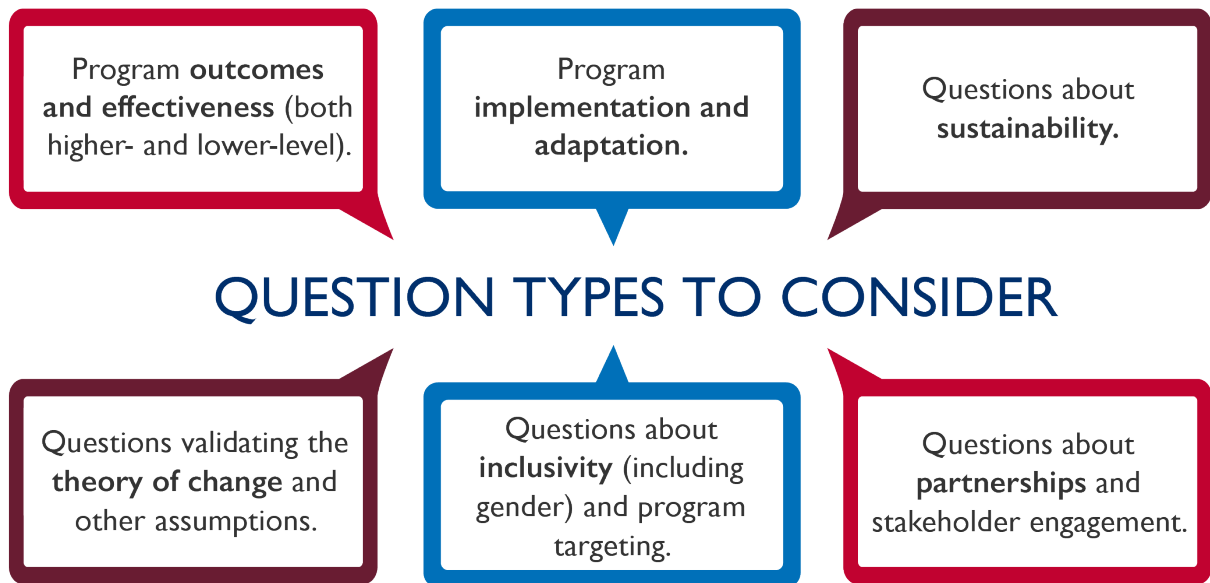 Program outcomes
and effectiveness (both
higher- and lower-level).
Program
implementation and
adaptation.
Questions about
sustainability.
QUESTION TYPES TO CONSIDER
Questions validating the
theory of change and
other assumptions.
Questions about
inclusivity (including
gender) and program
targeting.
Questions about
partnerships and
stakeholder engagement.